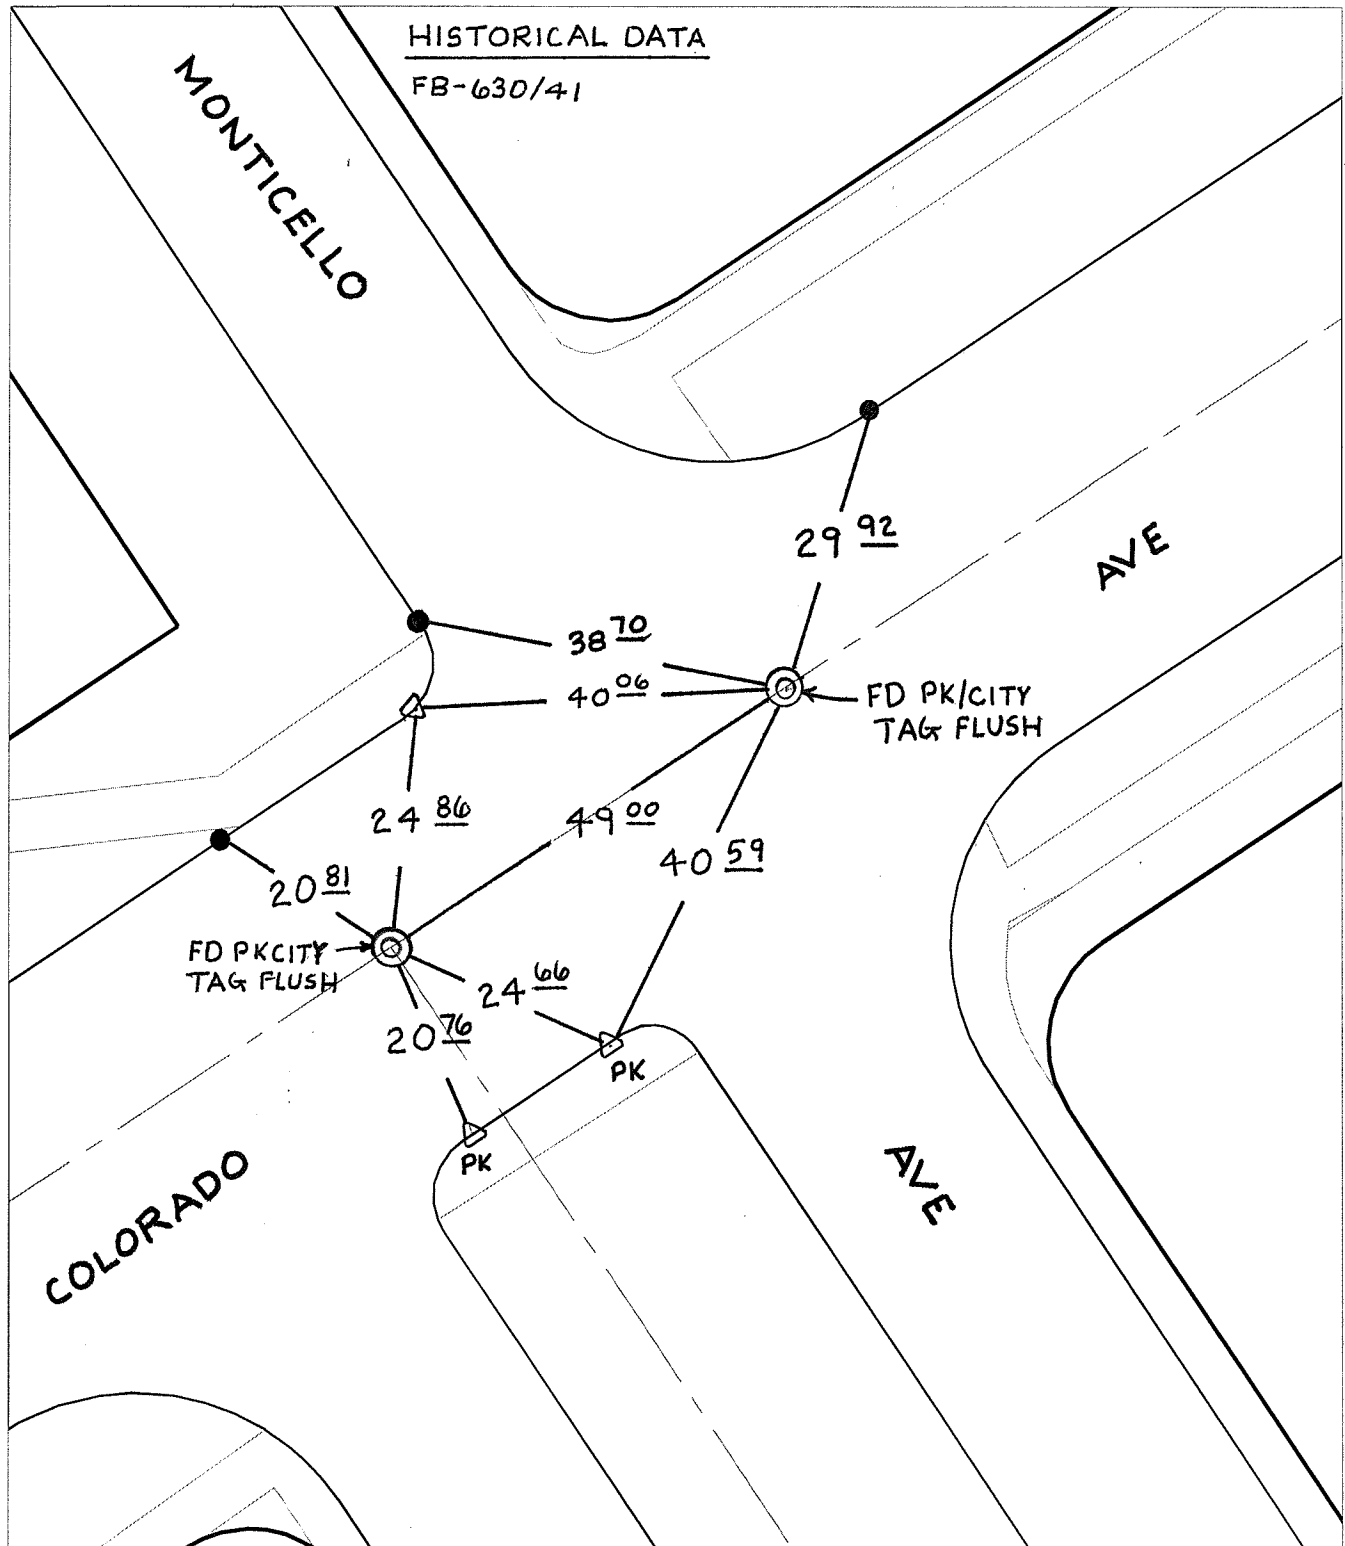 HISTORICAL DATA
FB-630/41
MONTICELLO
29 92
AVE
38 70
40 06
FD PK/CITY
TAG FLUSH
24 86
49 00
40 59
20 81
FD PKCITY
TAG FLUSH
24 66
20 76
PK
PK
COLORADO
AVE